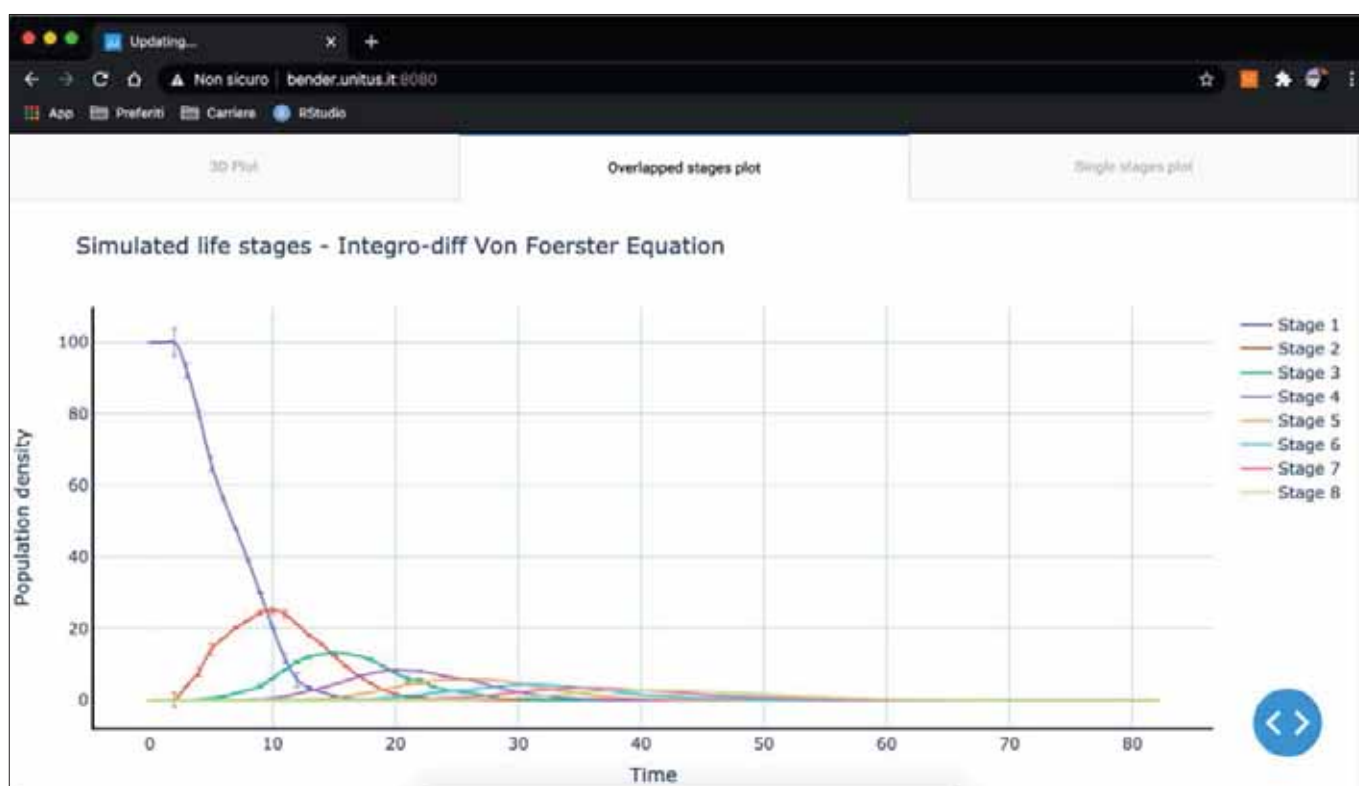 Updating...
Non sicuro bender.unitus.it:8080
App Preferiti Carriere RStudio
3D Plot Overlapped stages plot Single stages plot
Simulated life stages - Integro-diff Von Foerster Equation
100
80
60
40
20
0
Population density
0 10 20 30 40 50 60 70 80
Time
Stage 1
Stage 2
Stage 3
Stage 4
Stage 5
Stage 6
Stage 7
Stage 8